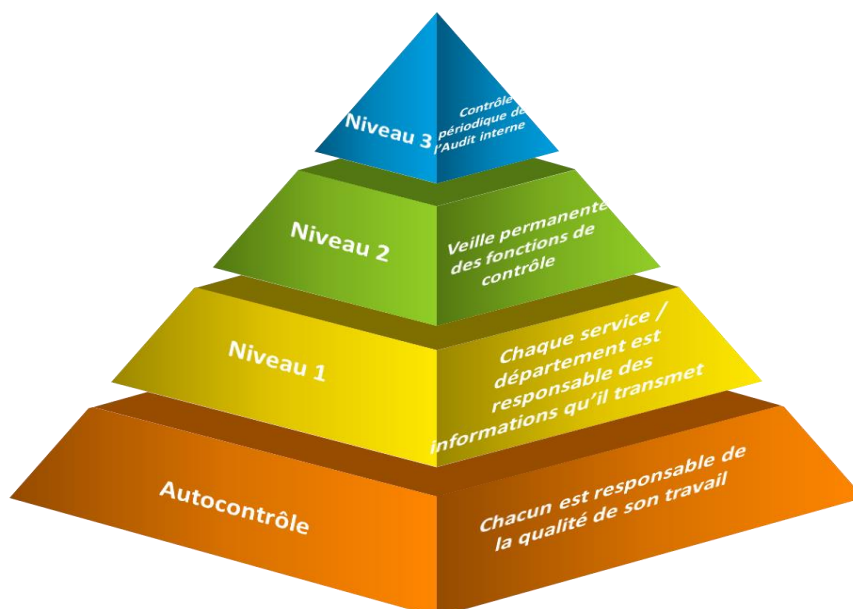 Niveau 3
Contrôle
périodique de
l'Audit interne
Niveau 2
Veille permanente
des fonctions de
contrôle
Niveau 1
Chaque service /
département est
responsable des
informations qu'il transmet
Autocontrôle
Chacun est responsable de
la qualité de son travail